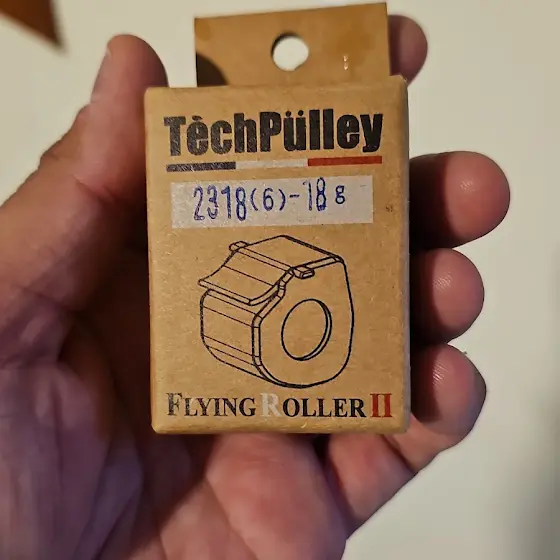 TèchPülley
2318(6)-18 g
FLYING ROLLER II